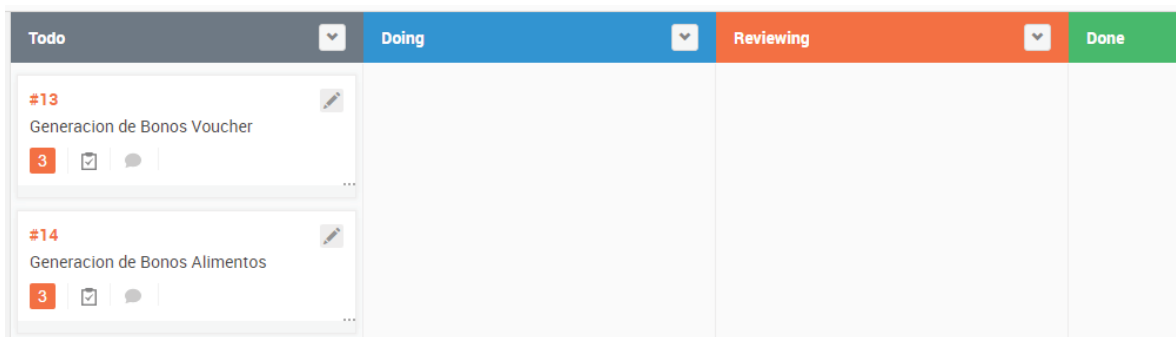 Todo
Doing
Reviewing
Done
#13
Generacion de Bonos Voucher
3
...
#14
Generacion de Bonos Alimentos
3
...